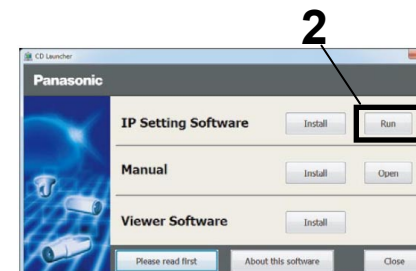 2
CD Launcher
Panasonic
IP Setting Software Install Run
Manual Install Open
Viewer Software Install
Please read first About this software Close